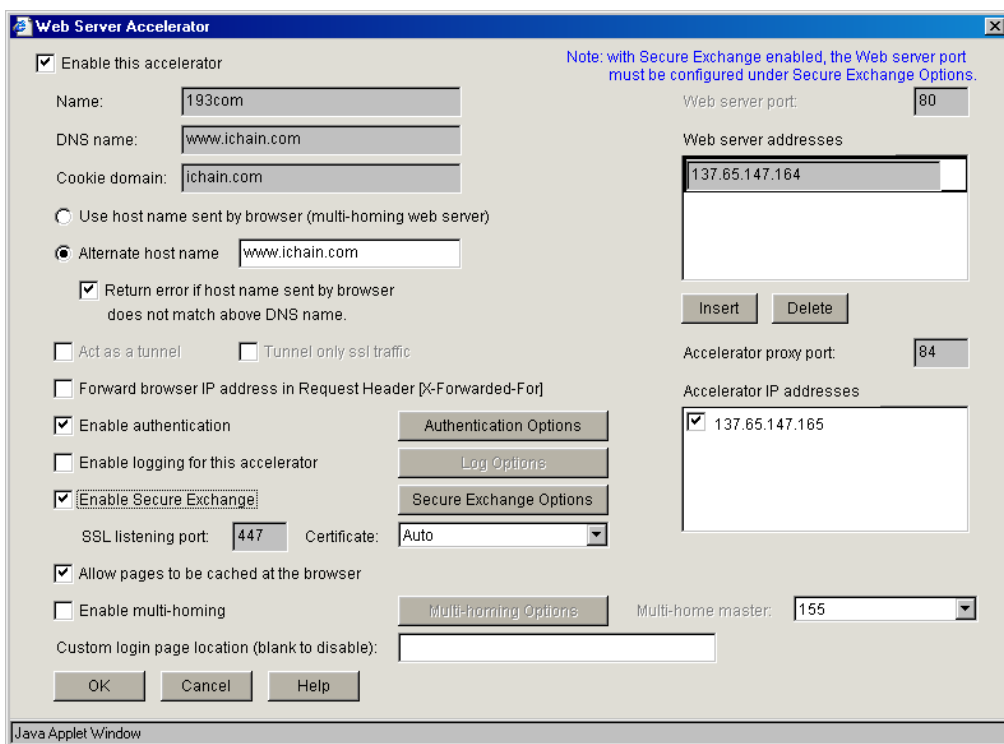 Web Server Accelerator
Enable this accelerator
Note: with Secure Exchange enabled, the Web server port
must be configured under Secure Exchange Options.
Name: 193com
Web server port: 80
DNS name: www.ichain.com
Web server addresses
Cookie domain: ichain.com
137.65.147.164
Use host name sent by browser (multi-homing web server)
Alternate host name www.ichain.com
Return error if host name sent by browser
does not match above DNS name.
Insert Delete
Act as a tunnel Tunnel only ssl traffic
Accelerator proxy port: 84
Forward browser IP address in Request Header [X-Forwarded-For]
Accelerator IP addresses
Enable authentication Authentication Options
137.65.147.165
Enable logging for this accelerator Log Options
Enable Secure Exchange Secure Exchange Options
SSL listening port: 447 Certificate: Auto
Allow pages to be cached at the browser
Enable multi-homing Multi-homing Options Multi-home master: 155
Custom login page location (blank to disable):
OK Cancel Help
Java Applet Window